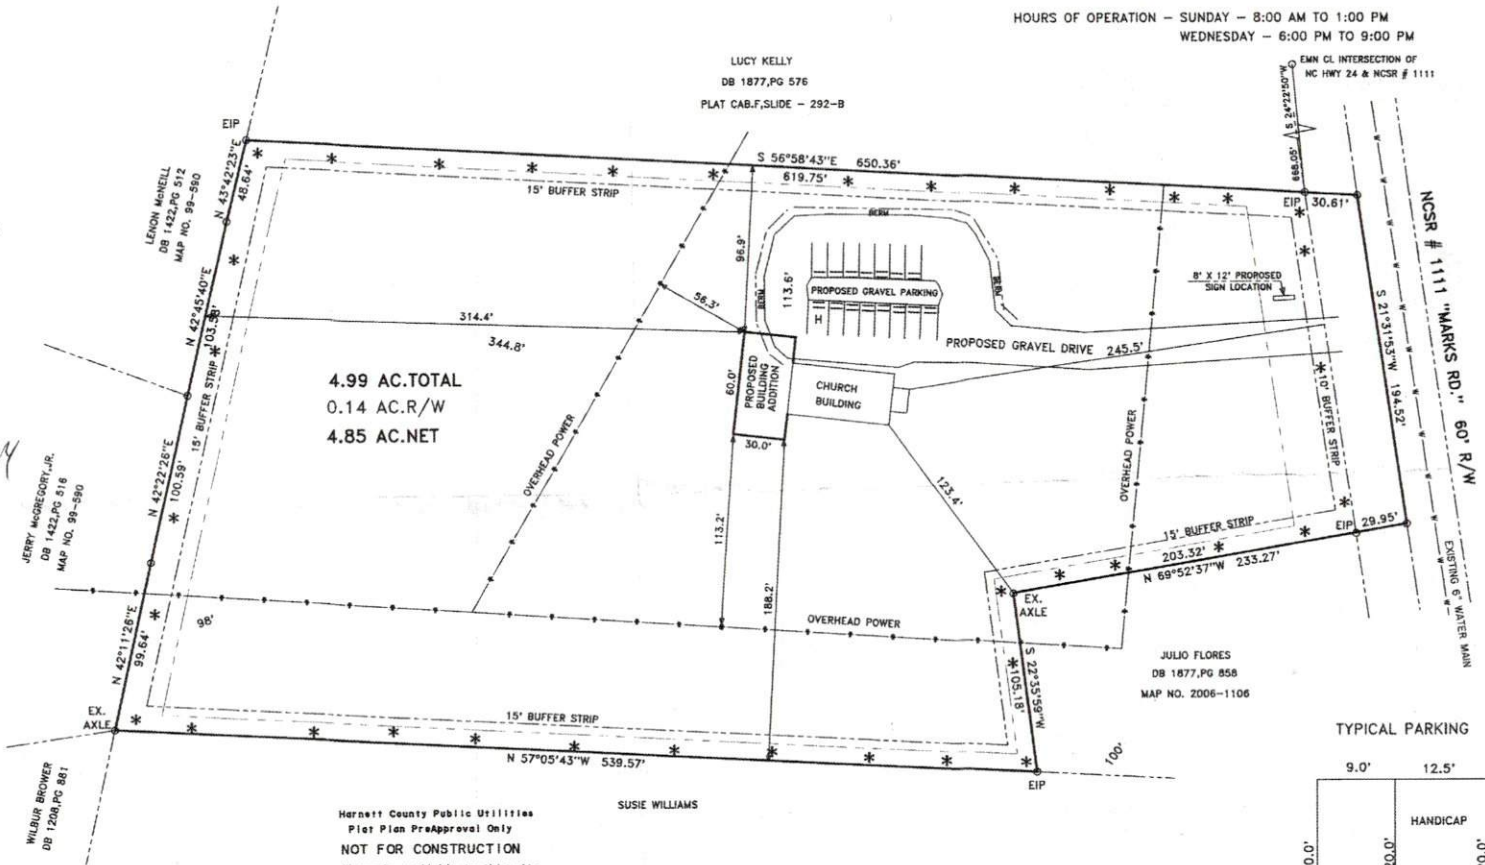 HOURS OF OPERATION – SUNDAY – 8:00 AM TO 1:00 PM
WEDNESDAY – 6:00 PM TO 9:00 PM
EMN CL INTERSECTION OF
NC HWY 24 & NCSR # 1111
S 24°22'50"W
668.05'
LUCY KELLY
DB 1877,PG 576
PLAT CAB.F,SLIDE – 292-B
EIP
LENON McNEILL
DB 1422,PG 512
MAP NO. 99-590
N 43°42'23"E
48.64'
S 56°58'43"E 650.36'
619.75'
15' BUFFER STRIP
EIP
30.61'
NCSR # 1111 "MARKS RD." 60' R/W
BERM
BERM
BERM
96.9'
113.6'
PROPOSED GRAVEL PARKING
H
8' X 12' PROPOSED
SIGN LOCATION
S 21°31'53"W 194.52'
N 42°45'40"E
103.58'
314.4'
344.8'
56.3'
PROPOSED GRAVEL DRIVE 245.5'
4.99 AC.TOTAL
0.14 AC.R/W
4.85 AC.NET
60.0'
PROPOSED
BUILDING
ADDITION
30.0'
CHURCH
BUILDING
15' BUFFER STRIP
10' BUFFER STRIP
OVERHEAD POWER
OVERHEAD POWER
123.4'
JERRY McGREGORY,JR.
DB 1422,PG 516
MAP NO. 99-590
N 42°22'26"E
100.59'
113.2'
188.2'
15' BUFFER STRIP
203.32'
N 69°52'37"W 233.27'
EIP
29.95'
EXISTING 6" WATER MAIN
W
W
W
W
W
W
W
W
EX.
AXLE
N 42°11'26"E
99.64'
98'
OVERHEAD POWER
S 22°35'59"W
105.18'
JULIO FLORES
DB 1877,PG 858
MAP NO. 2006-1106
EX.
AXLE
15' BUFFER STRIP
N 57°05'43"W 539.57'
100'
EIP
WILBUR BROWER
DB 1208,PG 881
SUSIE WILLIAMS
Harnett County Public Utilities
Plat Plan PreApproval Only
NOT FOR CONSTRUCTION
TYPICAL PARKING
9.0'
12.5'
HANDICAP